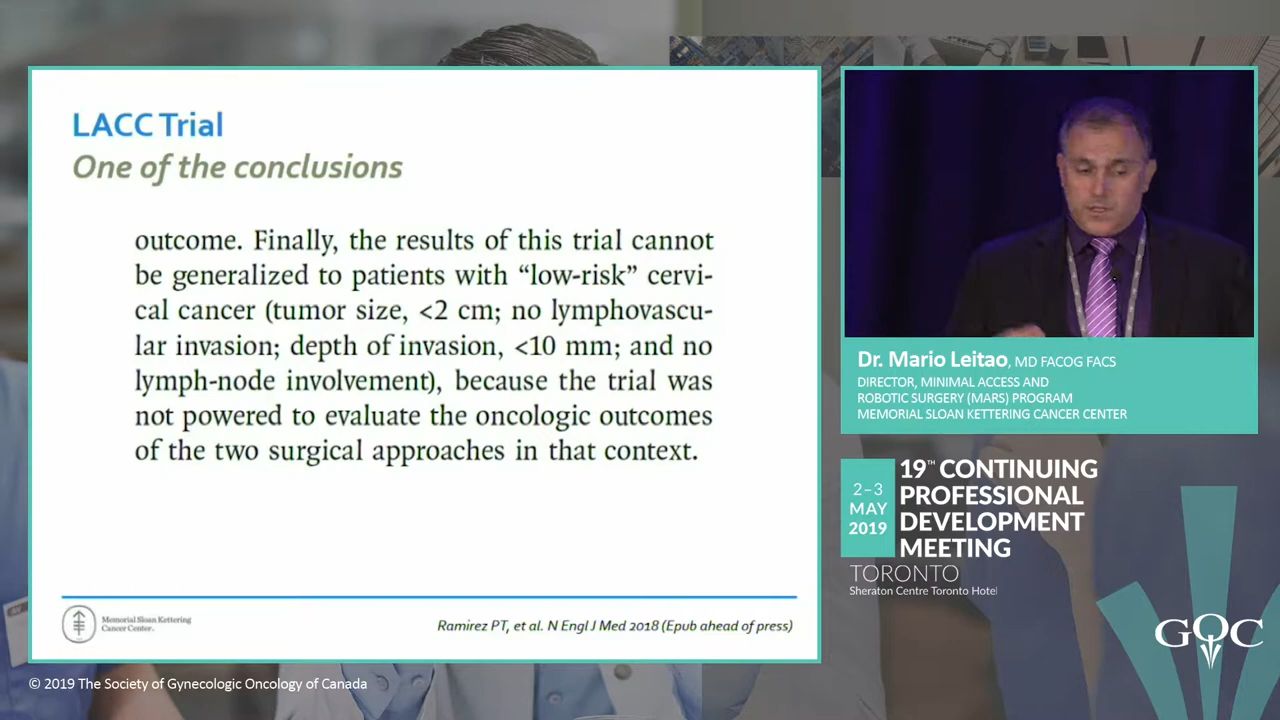 LACC Trial
One of the conclusions
outcome. Finally, the results of this trial cannot
be generalized to patients with “low-risk” cervi-
cal cancer (tumor size, <2 cm; no lymphovascu-
lar invasion; depth of invasion, <10 mm; and no
lymph-node involvement), because the trial was
not powered to evaluate the oncologic outcomes
of the two surgical approaches in that context.
Memorial Sloan Kettering
Cancer Center.
Ramirez PT, et al. N Engl J Med 2018 (Epub ahead of press)
Dr. Mario Leitao, MD FACOG FACS
DIRECTOR, MINIMAL ACCESS AND
ROBOTIC SURGERY (MARS) PROGRAM
MEMORIAL SLOAN KETTERING CANCER CENTER
2–3
MAY
2019
19TH CONTINUING
PROFESSIONAL
DEVELOPMENT
MEETING
TORONTO
Sheraton Centre Toronto Hotel
GOC
© 2019 The Society of Gynecologic Oncology of Canada